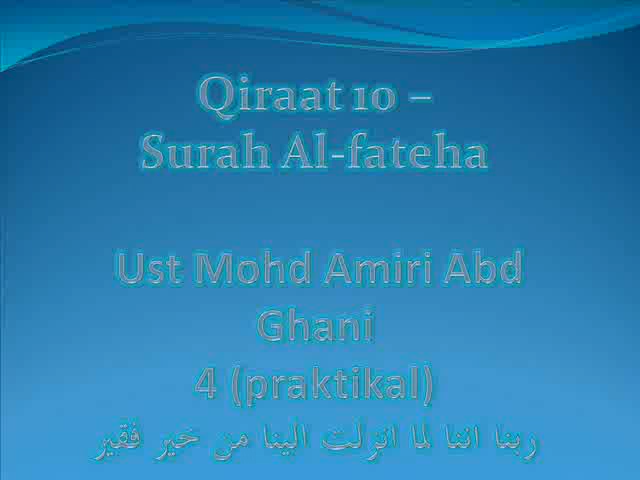 Qiraat 10 –
Surah Al-fateha
Ust Mohd Amiri Abd
Ghani
4 (praktikal)
ربنا اننا لما انزلت الينا من خير فقير